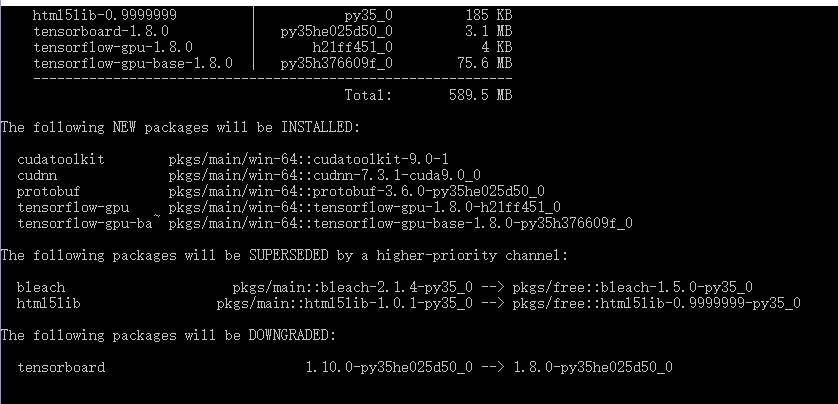 html5lib-0.9999999 | py35_0 185 KB
tensorboard-1.8.0 | py35he025d50_0 3.1 MB
tensorflow-gpu-1.8.0 | h21ff451_0 4 KB
tensorflow-gpu-base-1.8.0 | py35h376609f_0 75.6 MB
------------------------------------------------------------
Total: 589.5 MB
The following NEW packages will be INSTALLED:
cudatoolkit pkgs/main/win-64::cudatoolkit-9.0-1
cudnn pkgs/main/win-64::cudnn-7.3.1-cuda9.0_0
protobuf pkgs/main/win-64::protobuf-3.6.0-py35he025d50_0
tensorflow-gpu pkgs/main/win-64::tensorflow-gpu-1.8.0-h21ff451_0
tensorflow-gpu-ba~ pkgs/main/win-64::tensorflow-gpu-base-1.8.0-py35h376609f_0
The following packages will be SUPERSEDED by a higher-priority channel:
bleach pkgs/main::bleach-2.1.4-py35_0 --> pkgs/free::bleach-1.5.0-py35_0
html5lib pkgs/main::html5lib-1.0.1-py35_0 --> pkgs/free::html5lib-0.9999999-py35_0
The following packages will be DOWNGRADED:
tensorboard 1.10.0-py35he025d50_0 --> 1.8.0-py35he025d50_0